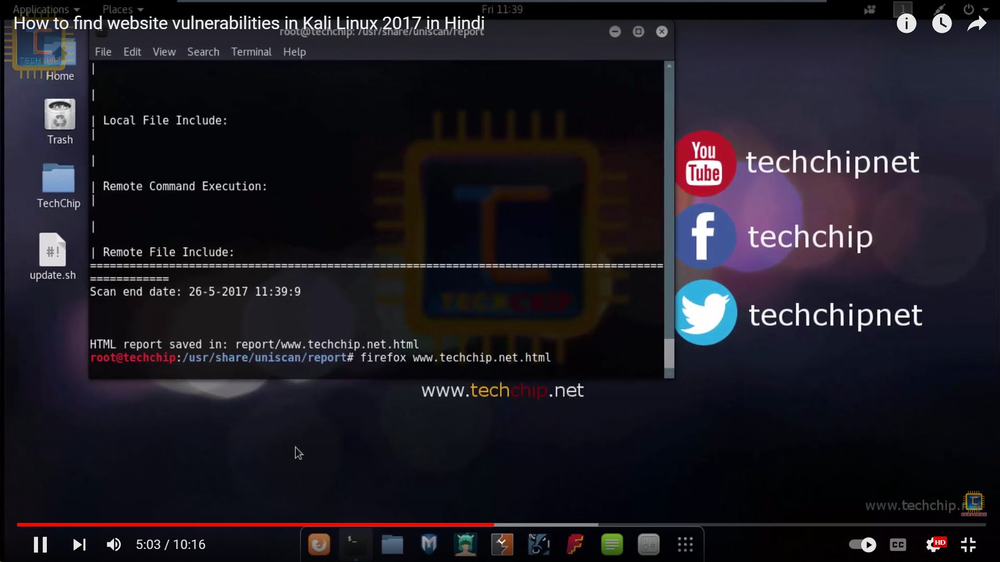 Applications Places Fri 11:39 1
How to find website vulnerabilities in Kali Linux 2017 in Hindi
root@techchip: /usr/share/uniscan/report
File Edit View Search Terminal Help
TECHCHIP
Home
Trash
TechChip
#!
update.sh
|
|
| Local File Include:
|
|
| Remote Command Execution:
|
|
| Remote File Include:
=======================================================================================
============
Scan end date: 26-5-2017 11:39:9
HTML report saved in: report/www.techchip.net.html
root@techchip:/usr/share/uniscan/report# firefox www.techchip.net.html
TECHCHIP
You
Tube
techchipnet
f
techchip
techchipnet
www.techchip.net
www.techchip.
SUBSCRIBE
5:03 / 10:16
$_
CC
HD